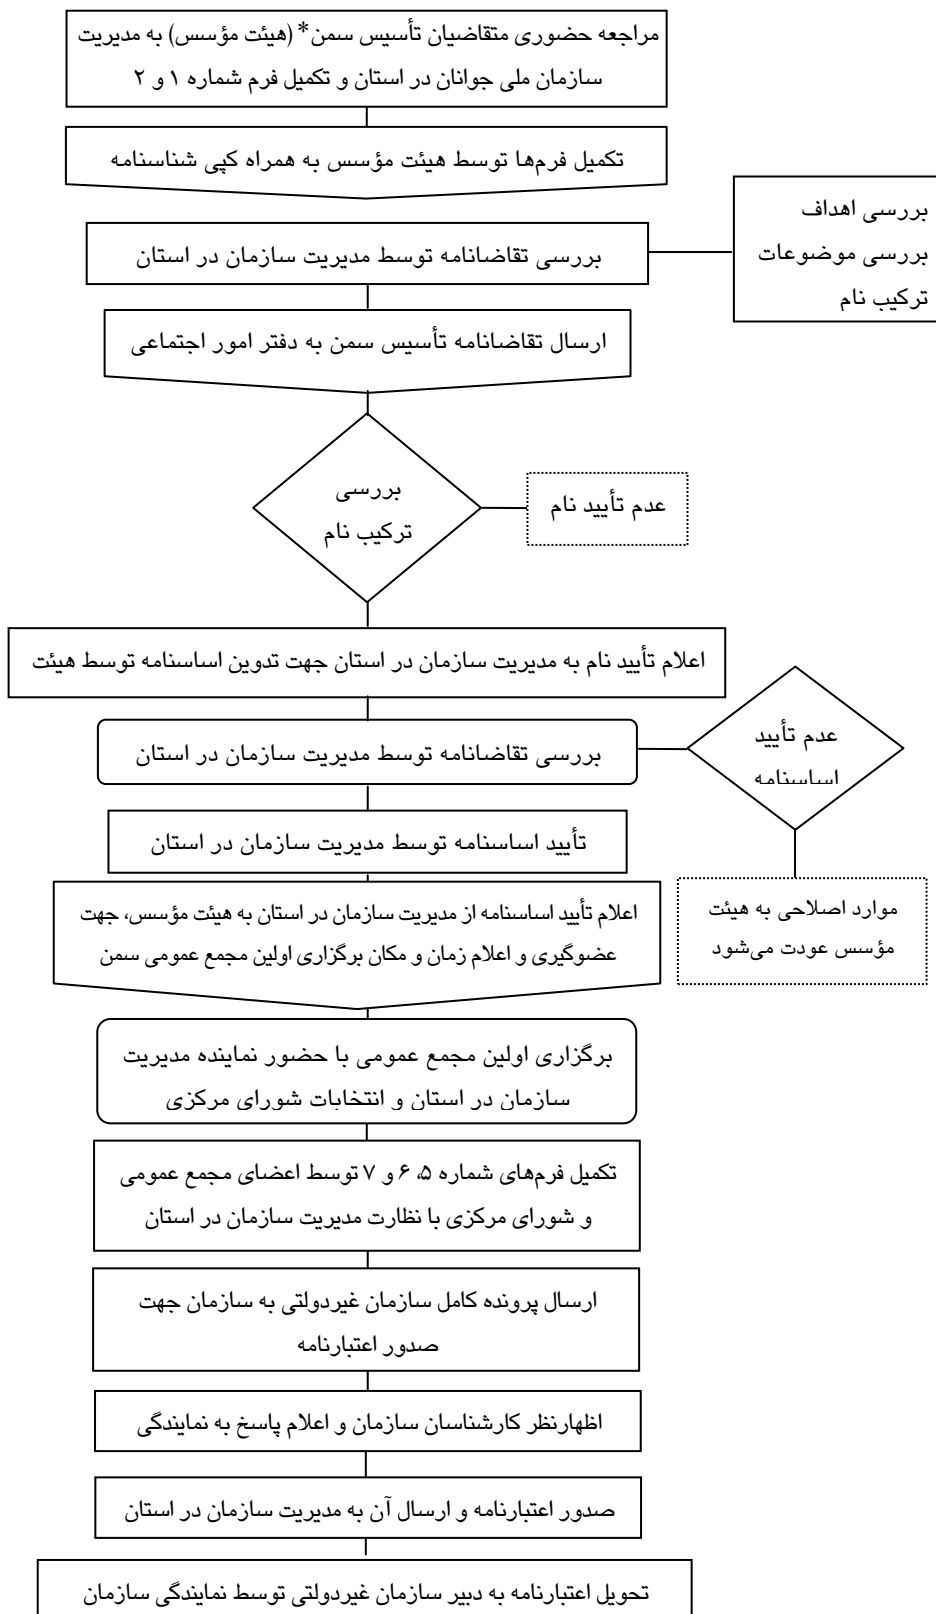 مراجعه حضوری متقاضیان تأسیس سمن* (هیئت مؤسس) به مدیریت
سازمان ملی جوانان در استان و تکمیل فرم شماره ۱ و ۲
تکمیل فرم‌ها توسط هیئت مؤسس به همراه کپی شناسنامه
بررسی اهداف
بررسی موضوعات
ترکیب نام
بررسی تقاضانامه توسط مدیریت سازمان در استان
ارسال تقاضانامه تأسیس سمن به دفتر امور اجتماعی
بررسی
ترکیب نام
عدم تأیید نام
اعلام تأیید نام به مدیریت سازمان در استان جهت تدوین اساسنامه توسط هیئت
بررسی تقاضانامه توسط مدیریت سازمان در استان
عدم تأیید
اساسنامه
تأیید اساسنامه توسط مدیریت سازمان در استان
اعلام تأیید اساسنامه از مدیریت سازمان در استان به هیئت مؤسس، جهت
عضوگیری و اعلام زمان و مکان برگزاری اولین مجمع عمومی سمن
موارد اصلاحی به هیئت
مؤسس عودت می‌شود
برگزاری اولین مجمع عمومی با حضور نماینده مدیریت
سازمان در استان و انتخابات شورای مرکزی
تکمیل فرم‌های شماره ۵، ۶ و ۷ توسط اعضای مجمع عمومی
و شورای مرکزی با نظارت مدیریت سازمان در استان
ارسال پرونده کامل سازمان غیردولتی به سازمان جهت
صدور اعتبارنامه
اظهارنظر کارشناسان سازمان و اعلام پاسخ به نمایندگی
صدور اعتبارنامه و ارسال آن به مدیریت سازمان در استان
تحویل اعتبارنامه به دبیر سازمان غیردولتی توسط نمایندگی سازمان